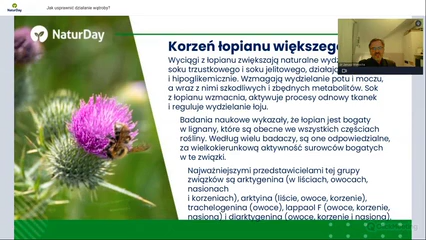 NaturDay
Jak usprawnić działanie wątroby?
NaturDay
Korzeń łopianu większego
Wyciągi z łopianu zwiększają naturalne
soku trzustkowego i soku jelitowego, działają
i hipoglikemicznie. Wzmagają wydzielanie potu i moczu,
a wraz z nimi szkodliwych i zbędnych metabolitów. Sok
z łopianu wzmacnia, aktywuje procesy odnowy tkanek
i reguluje wydzielanie łoju.
Badania naukowe wykazały, że łopian jest bogaty
w lignany, które są obecne we wszystkich częściach
rośliny. Według wielu badaczy, są one odpowiedzialne,
za wielokierunkową aktywność surowców bogatych
w te związki.
Najważniejszymi przedstawicielami tej grupy
związków są arktygenina (w liściach, owocach,
nasionach
i korzeniach), arktyina (liście, owoce, korzenie),
trachelogenina (owoce), lappaol F (owoce, korzenie,
nasiona) i diarktygenina (owoce, korzenie i nasiona).